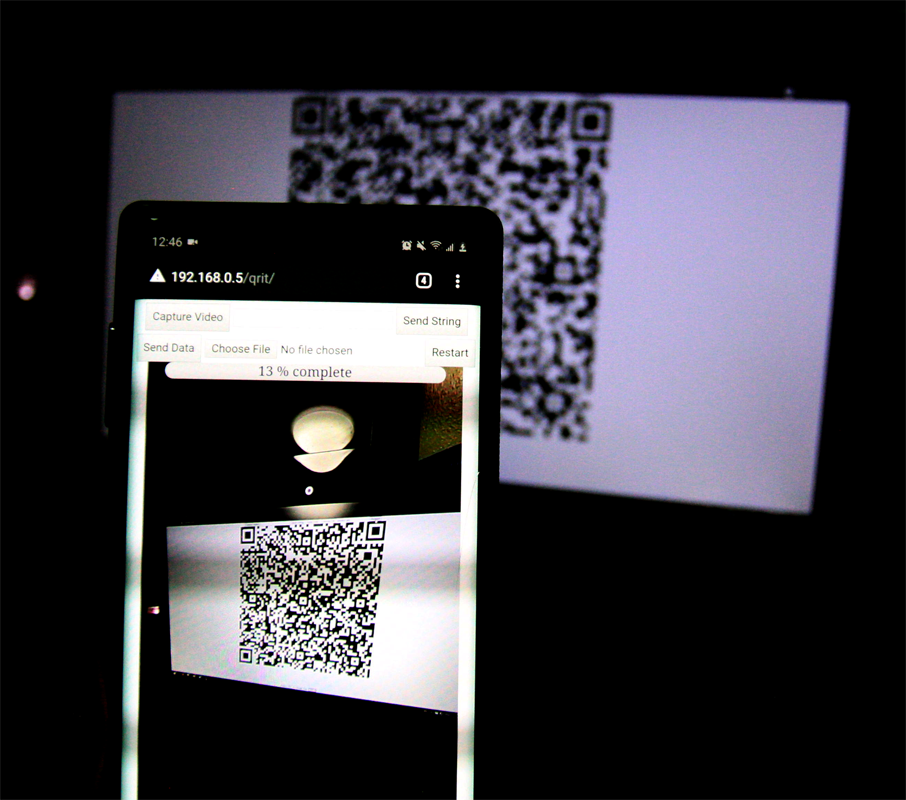 12:46
192.168.0.5/qrit/
4
Capture Video
Send String
Send Data Choose File No file chosen
Restart
13 % complete